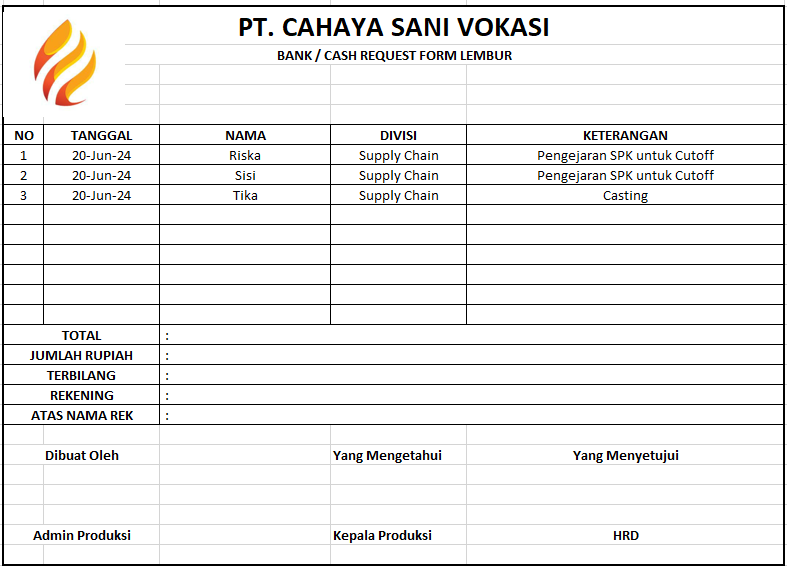 PT. CAHAYA SANI VOKASI
BANK / CASH REQUEST FORM LEMBUR
NO TANGGAL NAMA DIVISI KETERANGAN
1 20-Jun-24 Riska Supply Chain Pengejaran SPK untuk Cutoff
2 20-Jun-24 Sisi Supply Chain Pengejaran SPK untuk Cutoff
3 20-Jun-24 Tika Supply Chain Casting
TOTAL :
JUMLAH RUPIAH :
TERBILANG :
REKENING :
ATAS NAMA REK :
Dibuat Oleh Yang Mengetahui Yang Menyetujui
Admin Produksi Kepala Produksi HRD